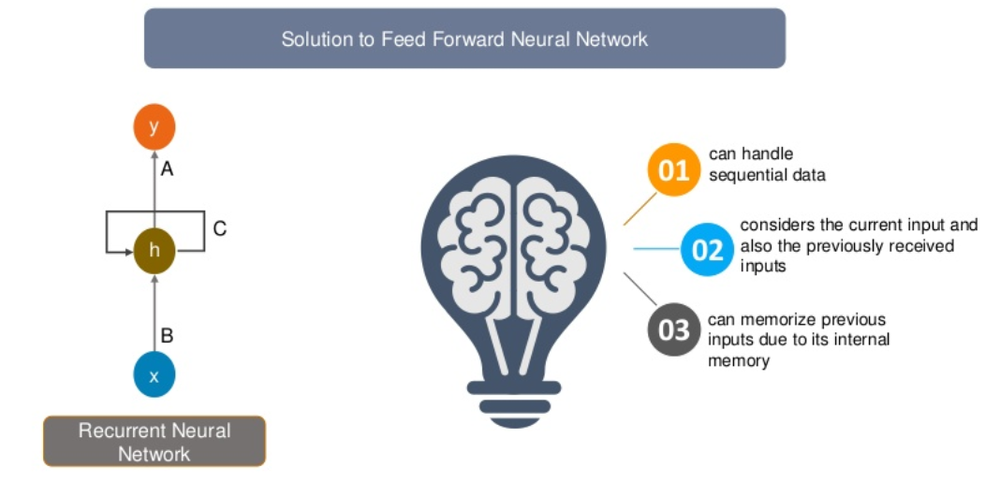 Solution to Feed Forward Neural Network
y
A
C
h
B
x
Recurrent Neural
Network
01
can handle
sequential data
02
considers the current input and
also the previously received
inputs
03
can memorize previous
inputs due to its internal
memory